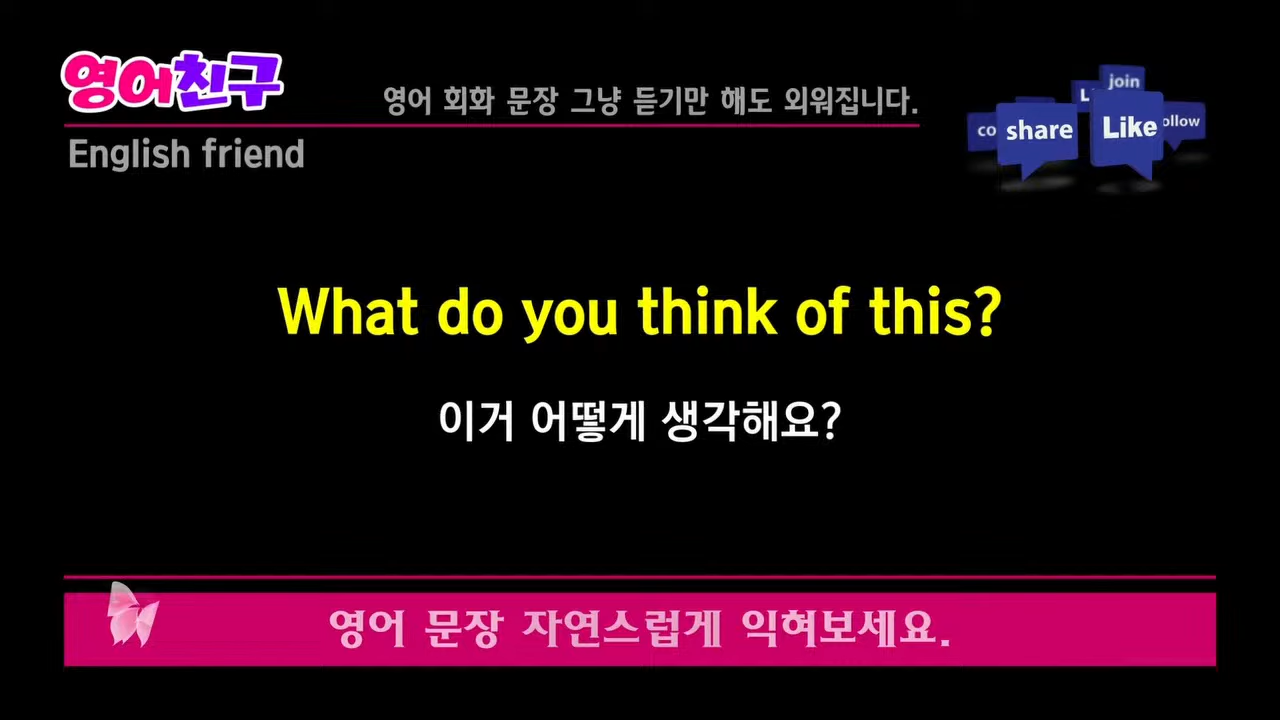 영어친구
영어 회화 문장 그냥 듣기만 해도 외워집니다.
English friend
join
share
Like
What do you think of this?
이거 어떻게 생각해요?
영어 문장 자연스럽게 익혀보세요.